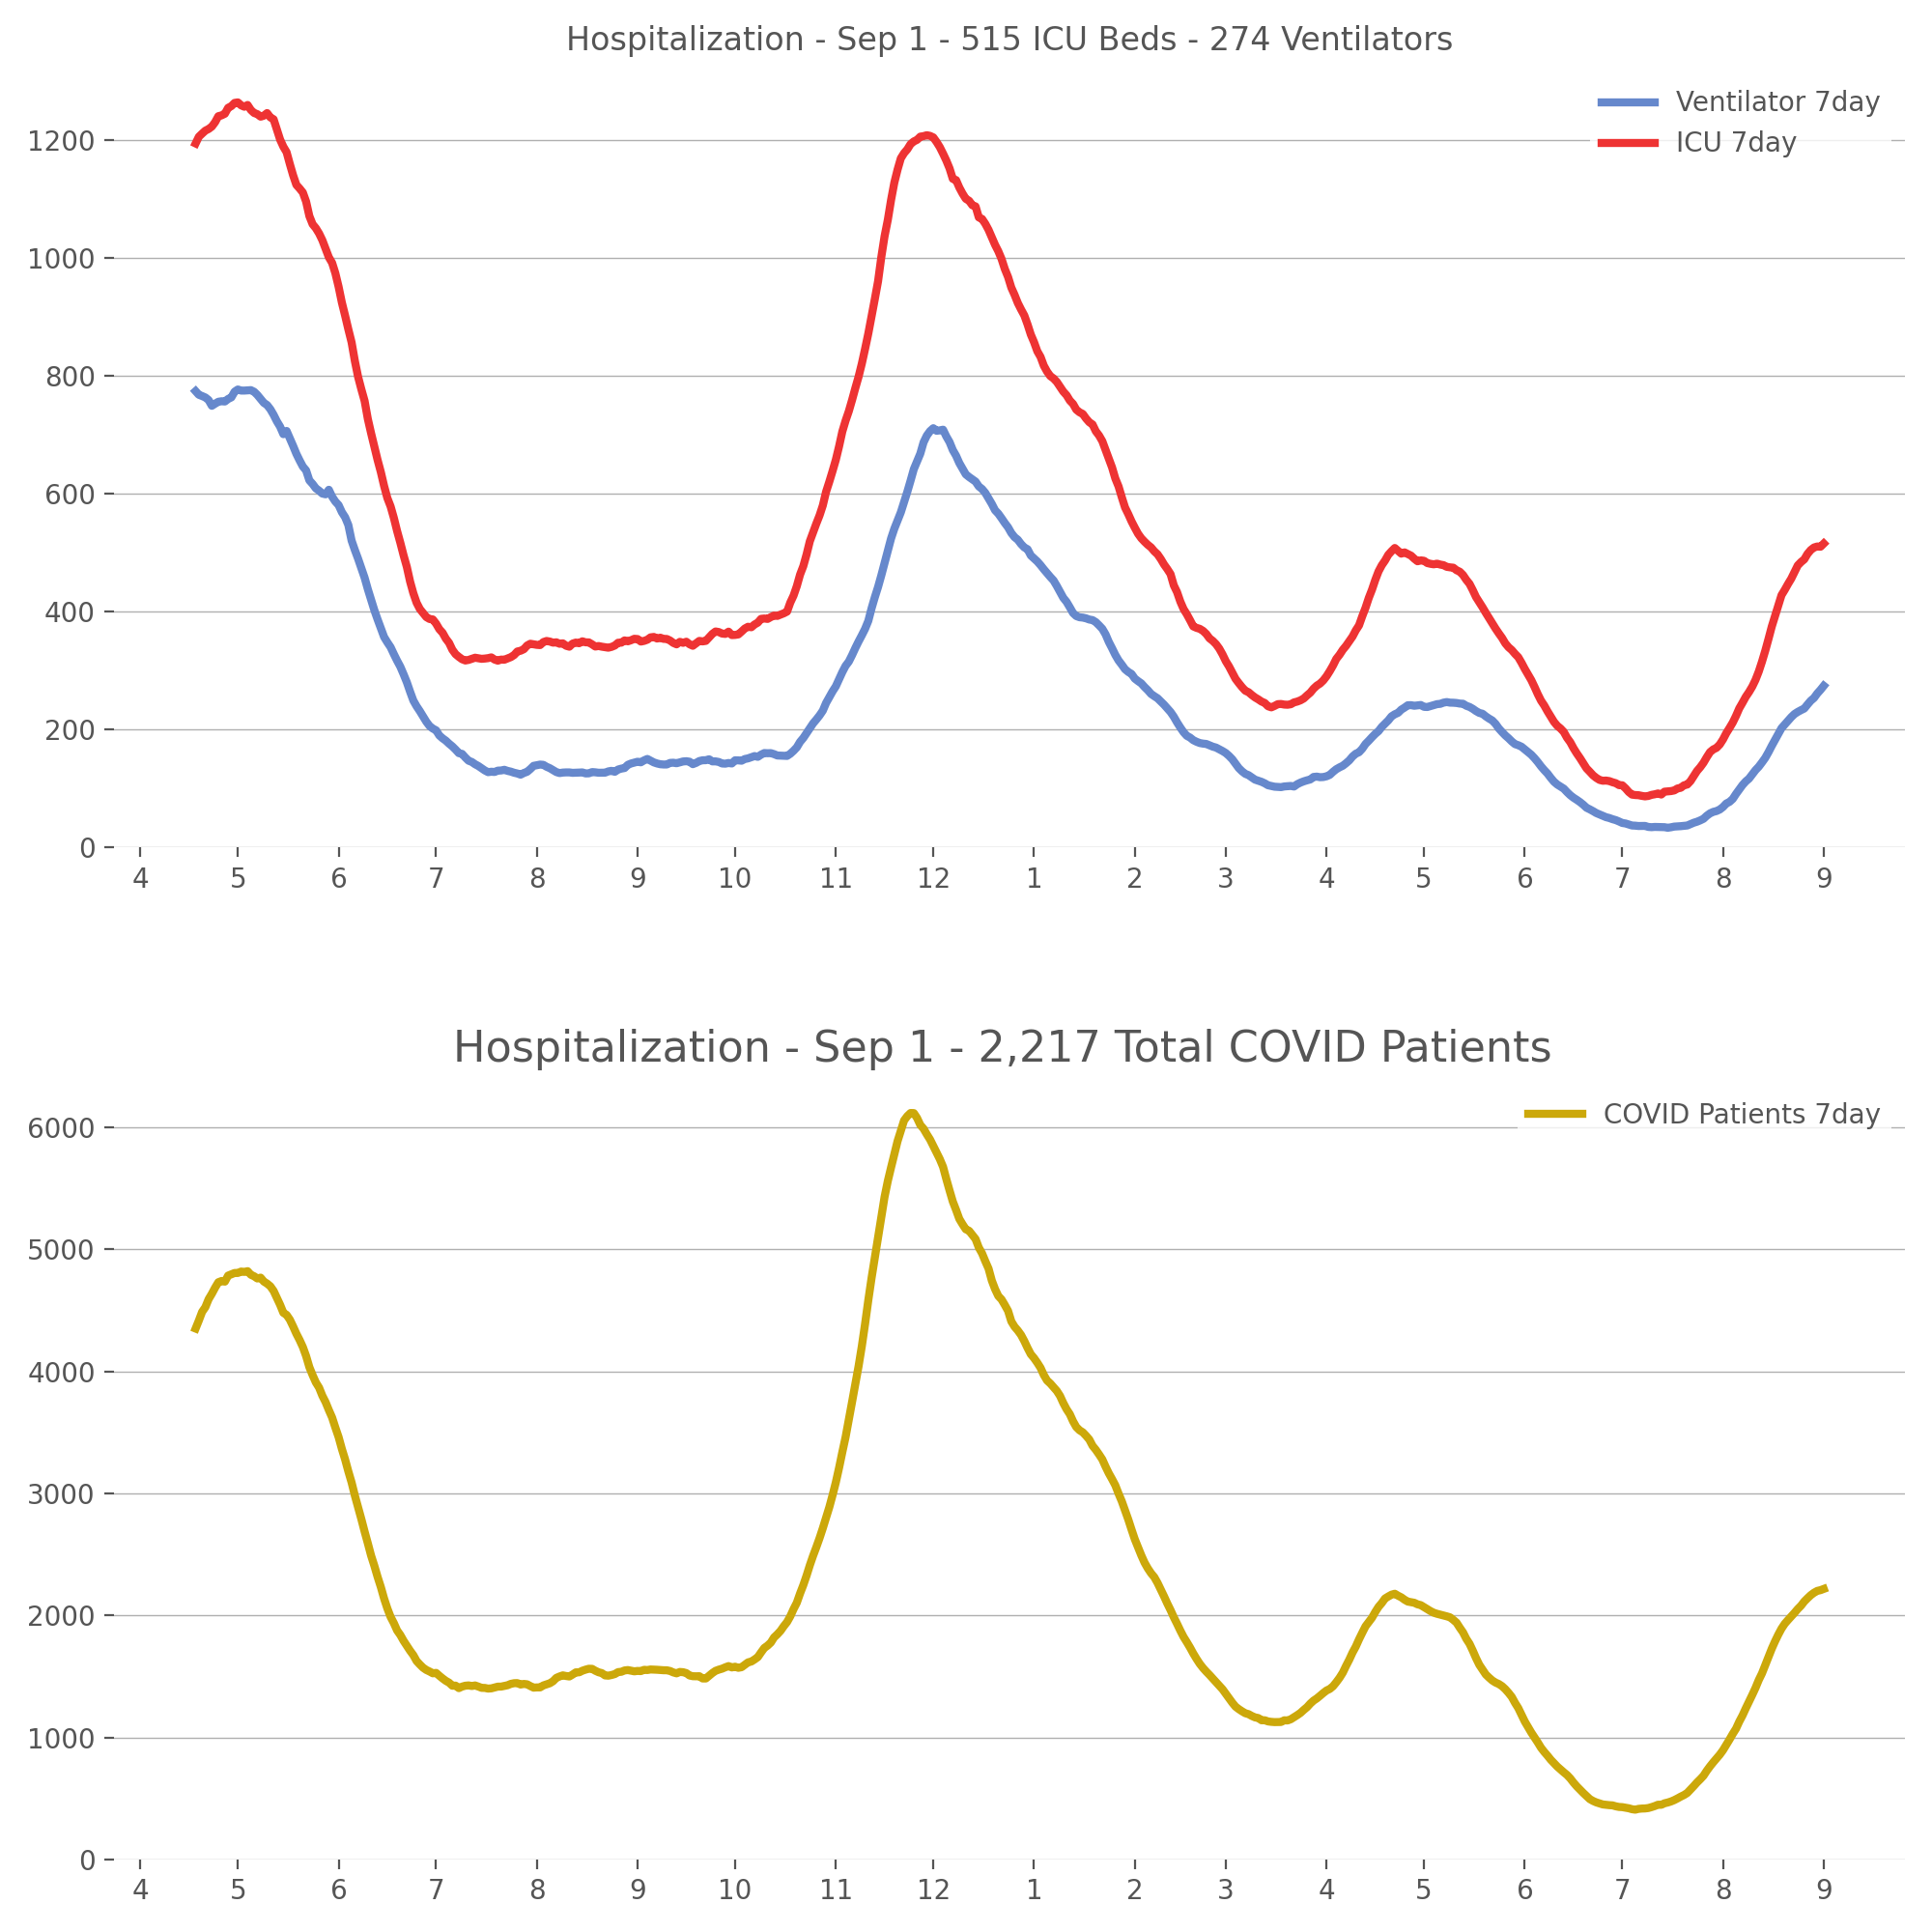 Hospitalization - Sep 1 - 515 ICU Beds - 274 Ventilators
Ventilator 7day
ICU 7day
1200
1000
800
600
400
200
0
4 5 6 7 8 9 10 11 12 1 2 3 4 5 6 7 8 9
Hospitalization - Sep 1 - 2,217 Total COVID Patients
COVID Patients 7day
6000
5000
4000
3000
2000
1000
0
4 5 6 7 8 9 10 11 12 1 2 3 4 5 6 7 8 9